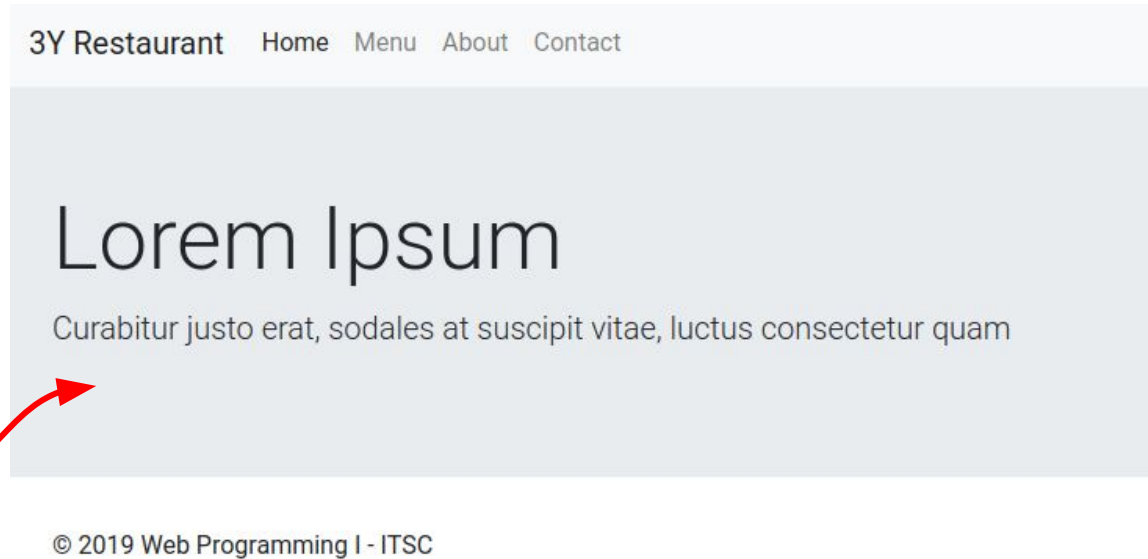 3Y Restaurant Home Menu About Contact
Lorem Ipsum
Curabitur justo erat, sodales at suscipit vitae, luctus consectetur quam
© 2019 Web Programming I - ITSC